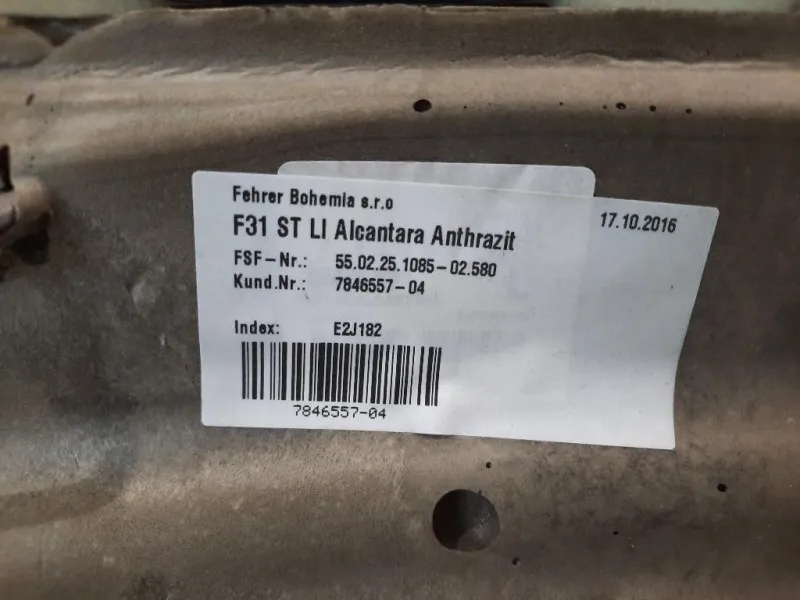 Fehrer Bohemia s.r.o
17.10.2016
F31 ST LI Alcantara Anthrazit
FSF-Nr.: 55.02.25.1085-02.580
Kund.Nr.: 7846557-04
Index: E2J182
7846557-04